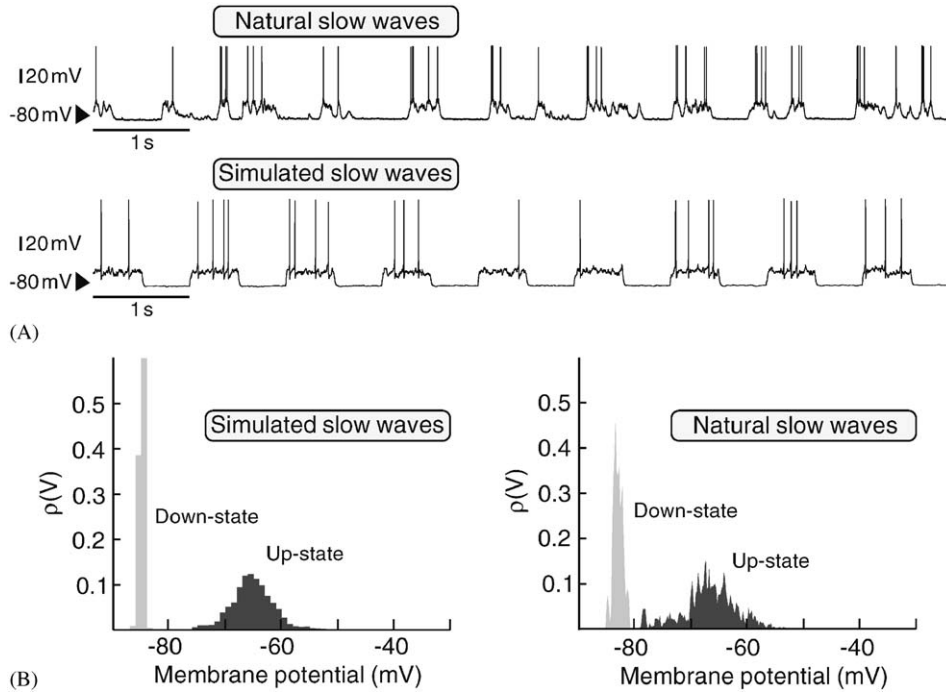 Natural slow waves
20 mV
-80 mV
1 s
Simulated slow waves
20 mV
-80 mV
1 s
(A)
0.5
0.4
0.3
0.2
0.1
ρ(V)
Simulated slow waves
Down-state
Up-state
-80 -60 -40
Membrane potential (mV)
0.5
0.4
0.3
0.2
0.1
ρ(V)
Natural slow waves
Down-state
Up-state
-80 -60 -40
Membrane potential (mV)
(B)